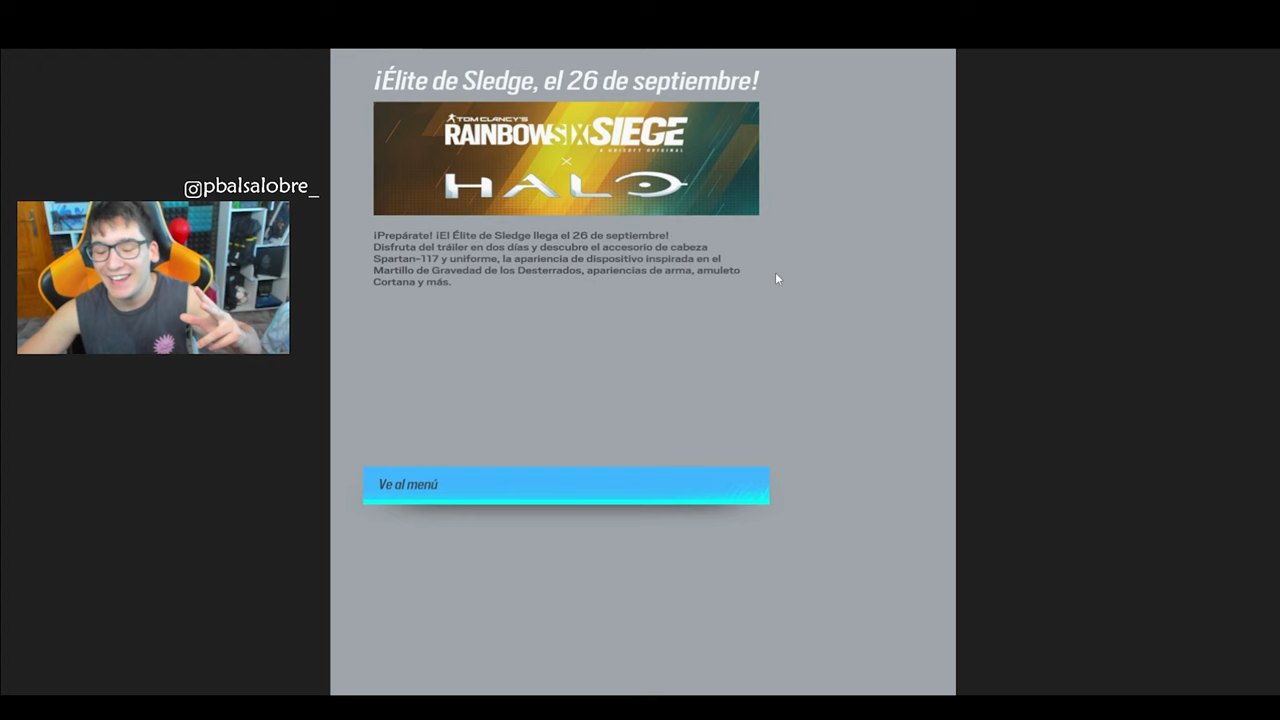 ¡Élite de Sledge, el 26 de septiembre!
TOM CLANCY'S
RAINBOWSIXSIEGE
A UBISOFT ORIGINAL
×
HALO
pbalsalobre_
¡Prepárate! ¡El Élite de Sledge llega el 26 de septiembre!
Disfruta del tráiler en dos días y descubre el accesorio de cabeza
Spartan-117 y uniforme, la apariencia de dispositivo inspirada en el
Martillo de Gravedad de los Desterrados, apariencias de arma, amuleto
Cortana y más.
Ve al menú